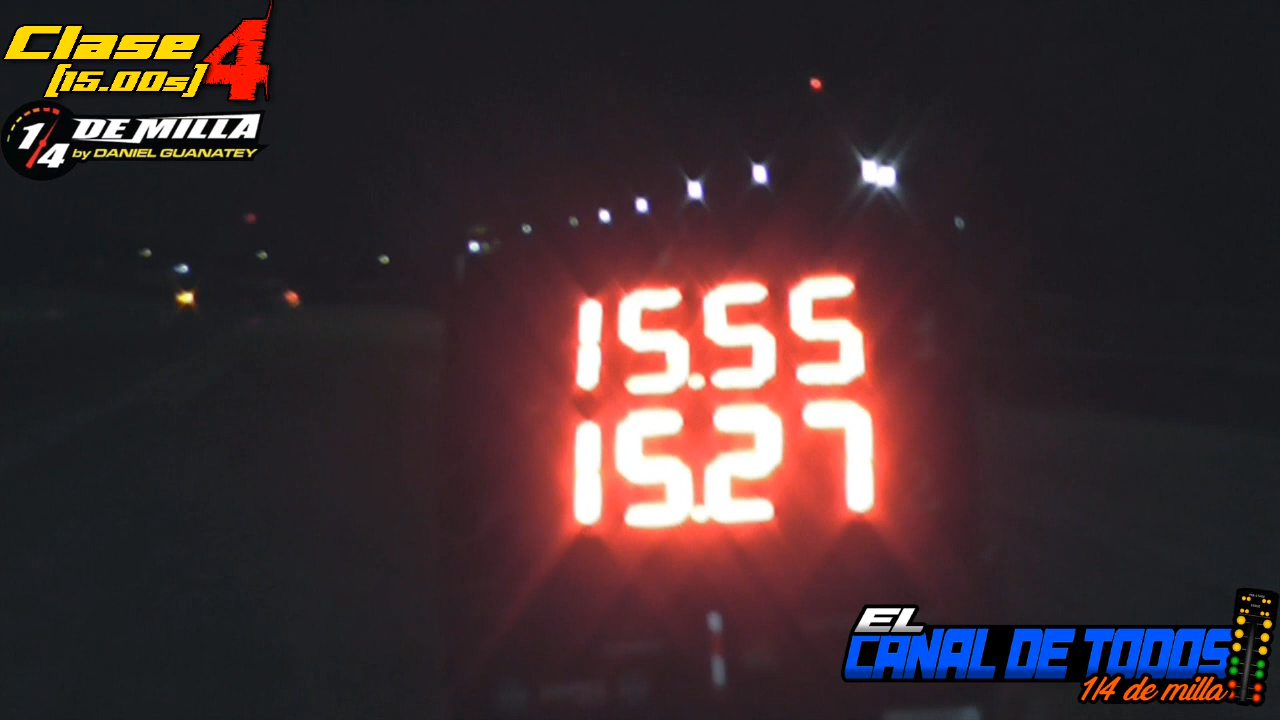 Clase 4
[15.00s]
1/4 DE MILLA
by DANIEL GUANATEY
15.55
15.27
EL
CANAL DE TODOS
1/4 de milla